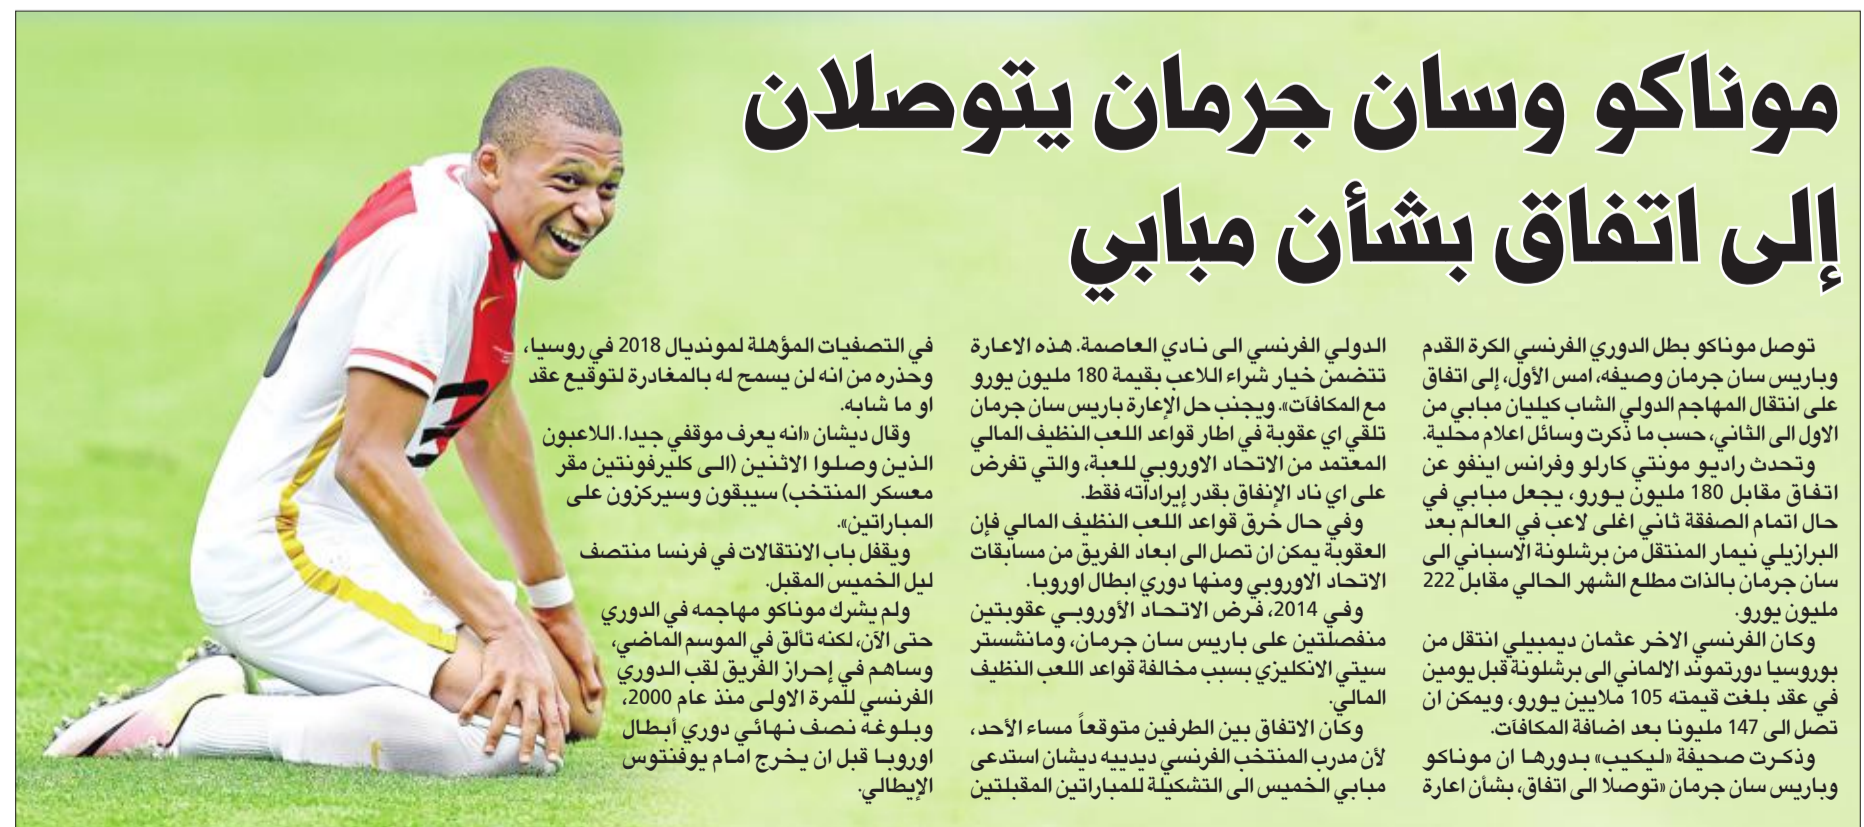 موناكو وسان جرمان يتوصلان
إلى اتفاق بشأن مبابي
توصل موناكو بطل الدوري الفرنسي الكرة القدم
وباريس سان جرمان وصيفه، امس الأول، إلى اتفاق
على انتقال المهاجم الدولي الشاب كيليان مبابي من
الاول الى الثاني، حسب ما ذكرت وسائل اعلام محلية.
وتحدث راديو مونتي كارلو وفرانس اينفو عن
اتفاق مقابل 180 مليون يورو، يجعل مبابي في
حال اتمام الصفقة ثاني اغلى لاعب في العالم بعد
البرازيلي نيمار المنتقل من برشلونة الاسباني الى
سان جرمان بالذات مطلع الشهر الحالي مقابل 222
مليون يورو.
وكان الفرنسي الاخر عثمان ديمبيلي انتقل من
بوروسيا دورتموند الالماني الى برشلونة قبل يومين
في عقد بلغت قيمته 105 ملايين يورو، ويمكن ان
تصل الى 147 مليونا بعد اضافة المكافآت.
وذكرت صحيفة «ليكيب» بدورها ان موناكو
وباريس سان جرمان «توصلا الى اتفاق، بشأن اعارة
الدولي الفرنسي الى نادي العاصمة. هذه الاعارة
تتضمن خيار شراء اللاعب بقيمة 180 مليون يورو
مع المكافآت». ويجنب حل الإعارة باريس سان جرمان
تلقي اي عقوبة في اطار قواعد اللعب النظيف المالي
المعتمد من الاتحاد الاوروبي للعبة، والتي تفرض
على اي ناد الإنفاق بقدر إيراداته فقط.
وفي حال خرق قواعد اللعب النظيف المالي فإن
العقوبة يمكن ان تصل الى ابعاد الفريق من مسابقات
الاتحاد الاوروبي ومنها دوري ابطال اوروبا.
وفي 2014، فرض الاتحاد الأوروبي عقوبتين
منفصلتين على باريس سان جرمان، ومانشستر
سيتي الانكليزي بسبب مخالفة قواعد اللعب النظيف
المالي.
وكان الاتفاق بين الطرفين متوقعاً مساء الأحد،
لأن مدرب المنتخب الفرنسي ديدييه ديشان استدعى
مبابي الخميس الى التشكيلة للمباراتين المقبلتين
في التصفيات المؤهلة لمونديال 2018 في روسيا،
وحذره من انه لن يسمح له بالمغادرة لتوقيع عقد
او ما شابه.
وقال ديشان «انه يعرف موقفي جيدا. اللاعبون
الذين وصلوا الاثنين (الى كليرفونتين مقر
معسكر المنتخب) سيبقون وسيركزون على
المباراتين».
ويقفل باب الانتقالات في فرنسا منتصف
ليل الخميس المقبل.
ولم يشرك موناكو مهاجمه في الدوري
حتى الآن، لكنه تألق في الموسم الماضي،
وساهم في إحراز الفريق لقب الدوري
الفرنسي للمرة الاولى منذ عام 2000،
وبلوغه نصف نهائي دوري أبطال
اوروبا قبل ان يخرج امام يوفنتوس
الإيطالي.